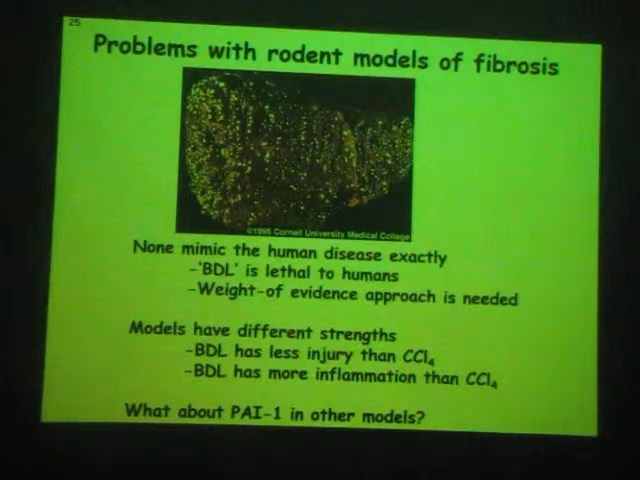 25
Problems with rodent models of fibrosis
©1995 Cornell University Medical College
None mimic the human disease exactly
-'BDL' is lethal to humans
-Weight-of evidence approach is needed
Models have different strengths
-BDL has less injury than CCl₄
-BDL has more inflammation than CCl₄
What about PAI-1 in other models?